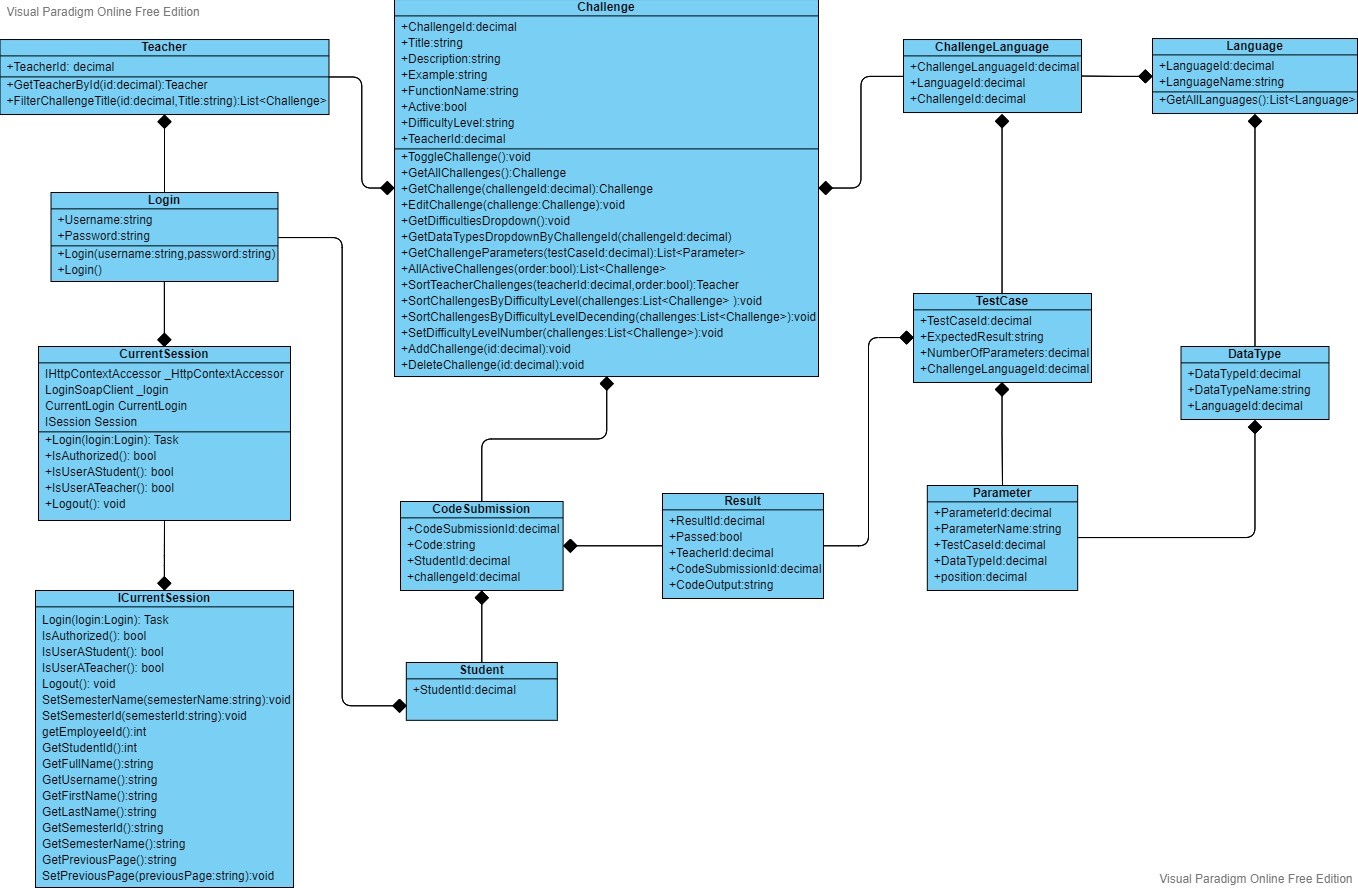 Visual Paradigm Online Free Edition
Teacher
+TeacherId: decimal
+GetTeacherById(id:decimal):Teacher
+FilterChallengeTitle(id:decimal,Title:string):List<Challenge>
Login
+Username:string
+Password:string
+Login(username:string,password:string)
+Login()
CurrentSession
IHttpContextAccessor _HttpContextAccessor
LoginSoapClient _login
CurrentLogin CurrentLogin
ISession Session
+Login(login:Login): Task
+IsAuthorized(): bool
+IsUserAStudent(): bool
+IsUserATeacher(): bool
+Logout(): void
ICurrentSession
Login(login:Login): Task
IsAuthorized(): bool
IsUserAStudent(): bool
IsUserATeacher(): bool
Logout(): void
SetSemesterName(semesterName:string):void
SetSemesterId(semesterId:string):void
getEmployeeId():int
GetStudentId():int
GetFullName():string
GetUsername():string
GetFirstName():string
GetLastName():string
GetSemesterId():string
GetSemesterName():string
GetPreviousPage():string
SetPreviousPage(previousPage:string):void
Challenge
+ChallengeId:decimal
+Title:string
+Description:string
+Example:string
+FunctionName:string
+Active:bool
+DifficultyLevel:string
+TeacherId:decimal
+ToggleChallenge():void
+GetAllChallenges():Challenge
+GetChallenge(challengeId:decimal):Challenge
+EditChallenge(challenge:Challenge):void
+GetDifficultiesDropdown():void
+GetDataTypesDropdownByChallengeId(challengeId:decimal)
+GetChallengeParameters(testCaseId:decimal):List<Parameter>
+AllActiveChallenges(order:bool):List<Challenge>
+SortTeacherChallenges(teacherId:decimal,order:bool):Teacher
+SortChallengesByDifficultyLevel(challenges:List<Challenge> ):void
+SortChallengesByDifficultyLevelDecending(challenges:List<Challenge>):void
+SetDifficultyLevelNumber(challenges:List<Challenge>):void
+AddChallenge(id:decimal):void
+DeleteChallenge(id:decimal):void
CodeSubmission
+CodeSubmissionId:decimal
+Code:string
+StudentId:decimal
+challengeId:decimal
Student
+StudentId:decimal
Result
+ResultId:decimal
+Passed:bool
+TeacherId:decimal
+CodeSubmissionId:decimal
+CodeOutput:string
ChallengeLanguage
+ChallengeLanguageId:decimal
+LanguageId:decimal
+ChallengeId:decimal
TestCase
+TestCaseId:decimal
+ExpectedResult:string
+NumberOfParameters:decimal
+ChallengeLanguageId:decimal
Parameter
+ParameterId:decimal
+ParameterName:string
+TestCaseId:decimal
+DataTypeId:decimal
+position:decimal
Language
+LanguageId:decimal
+LanguageName:string
+GetAllLanguages():List<Language>
DataType
+DataTypeId:decimal
+DataTypeName:string
+LanguageId:decimal
Visual Paradigm Online Free Edition